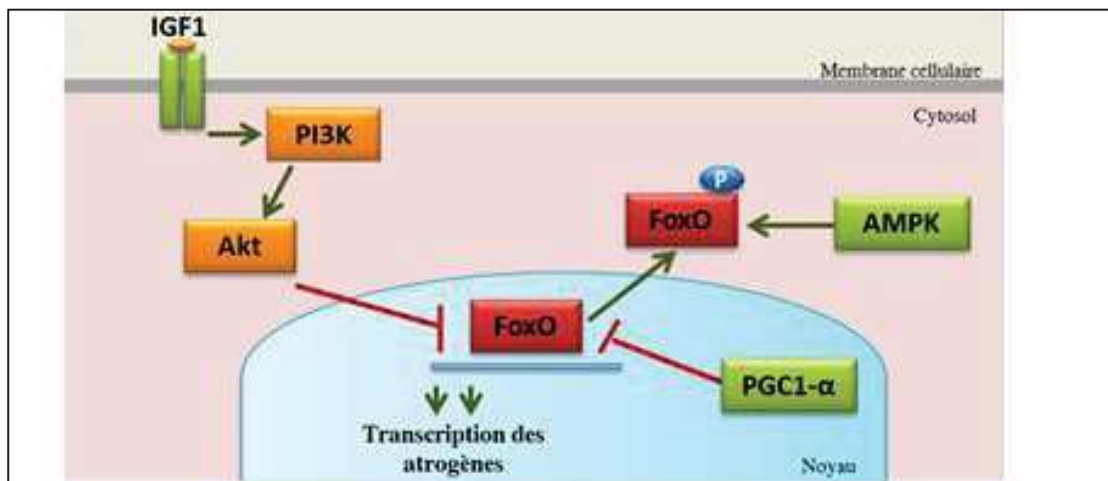 IGF1
Membrane cellulaire
Cytosol
PI3K
P
FoxO
AMPK
Akt
FoxO
PGC1-α
Transcription des
atrogènes
Noyau